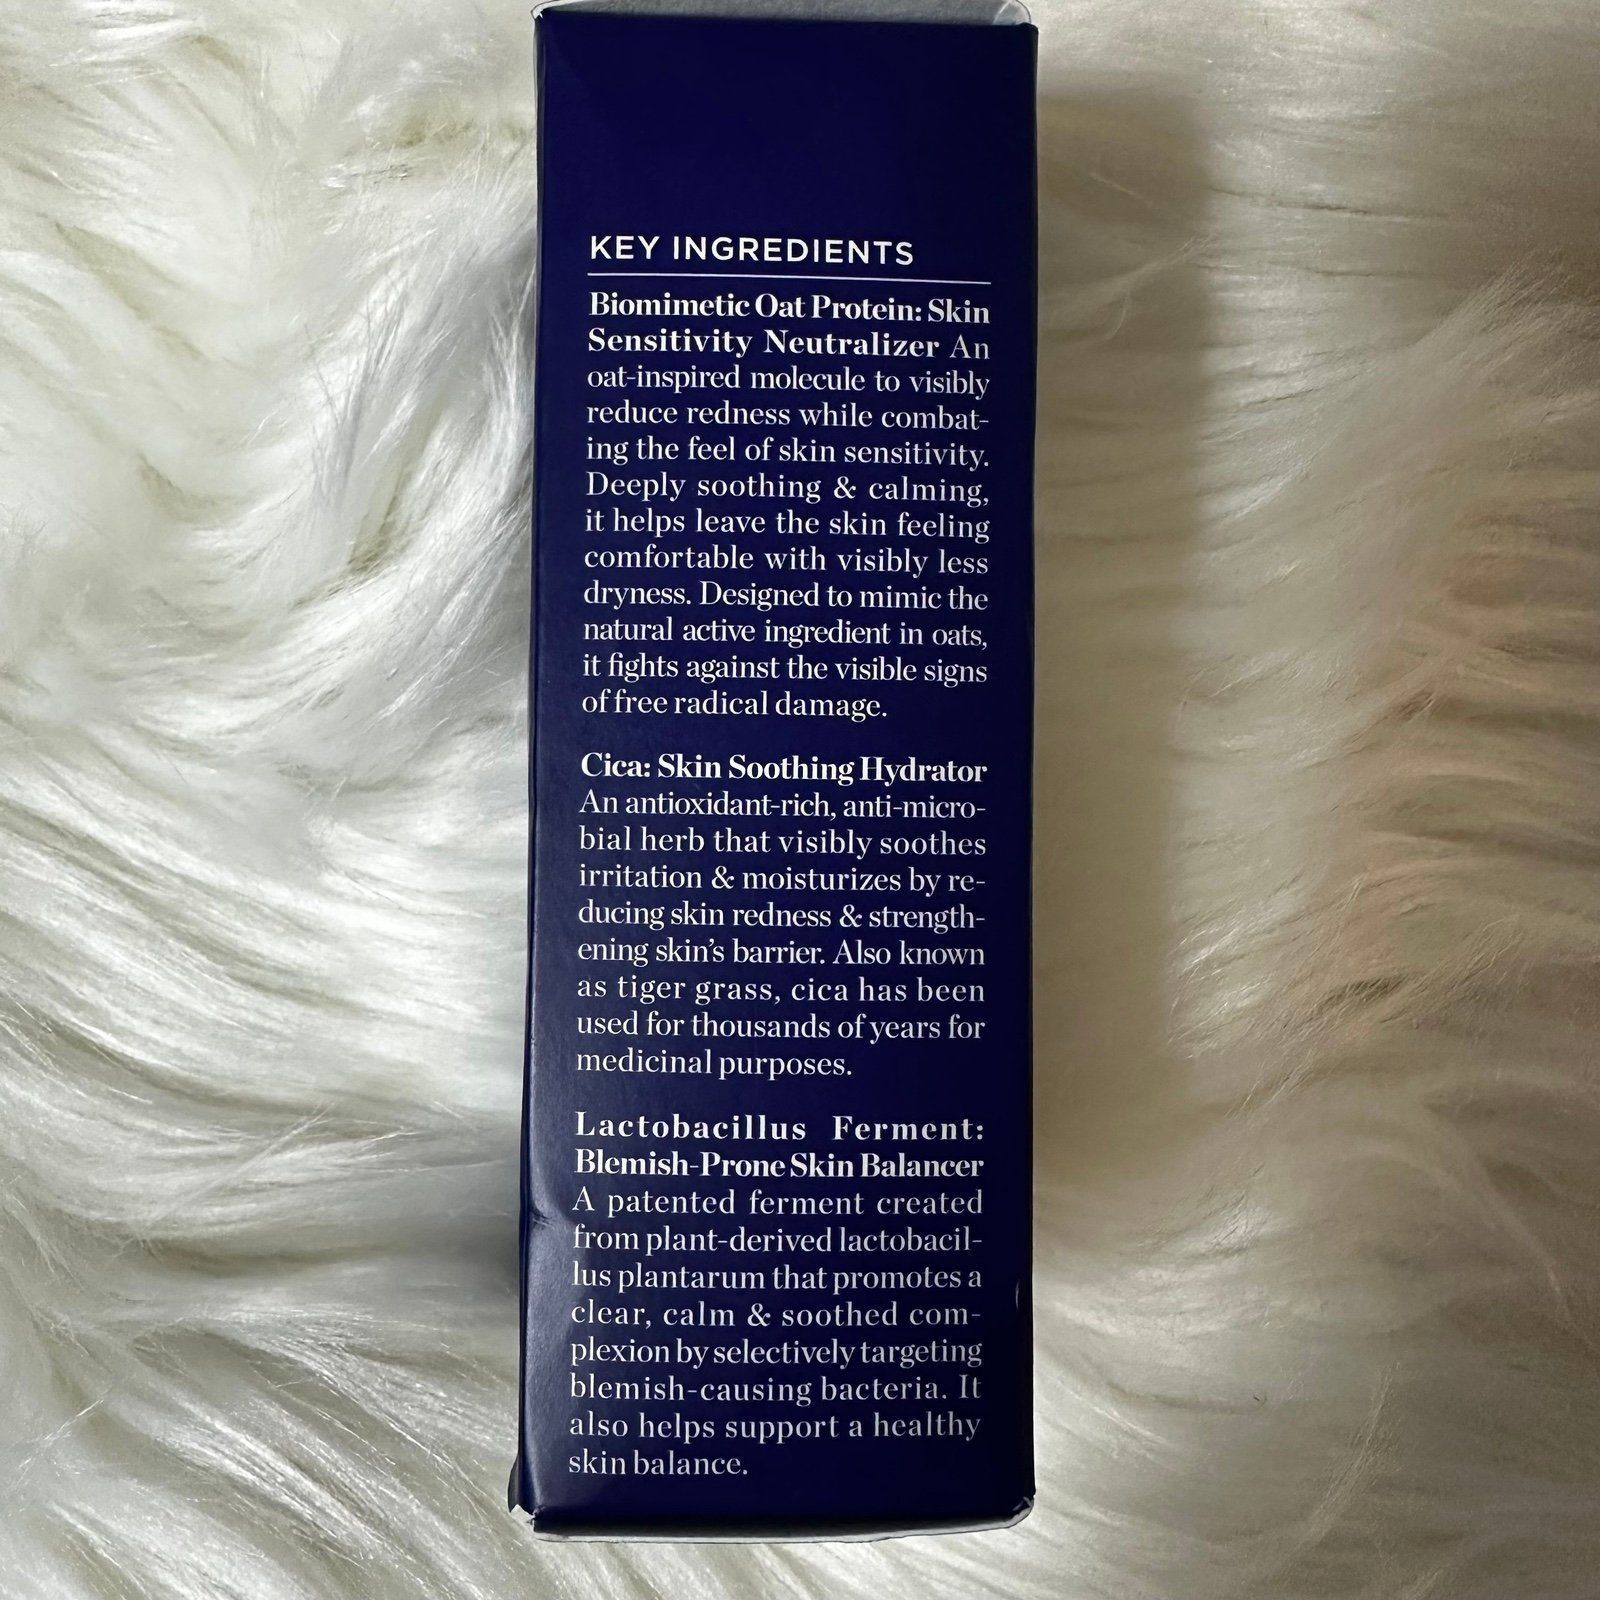 KEY INGREDIENTS
Biomimetic Oat Protein: Skin
Sensitivity Neutralizer An
oat-inspired molecule to visibly
reduce redness while combat-
ing the feel of skin sensitivity.
Deeply soothing & calming,
it helps leave the skin feeling
comfortable with visibly less
dryness. Designed to mimic the
natural active ingredient in oats,
it fights against the visible signs
of free radical damage.
Cica: Skin Soothing Hydrator
An antioxidant-rich, anti-micro-
bial herb that visibly soothes
irritation & moisturizes by re-
ducing skin redness & strength-
ening skin's barrier. Also known
as tiger grass, cica has been
used for thousands of years for
medicinal purposes.
Lactobacillus Ferment:
Blemish-Prone Skin Balancer
A patented ferment created
from plant-derived lactobacil-
lus plantarum that promotes a
clear, calm & soothed com-
plexion by selectively targeting
blemish-causing bacteria. It
also helps support a healthy
skin balance.